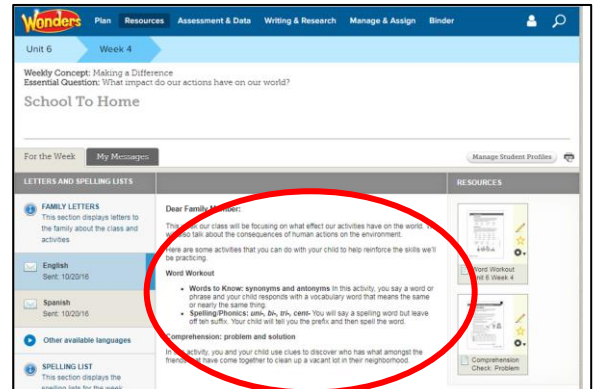 Wonders Plan Resources Assessment & Data Writing & Research Manage & Assign Binder
Unit 6 Week 4
Weekly Concept: Making a Difference
Essential Question: What impact do our actions have on our world?
School To Home
For the Week My Messages Manage Student Profiles
LETTERS AND SPELLING LISTS
FAMILY LETTERS
This section displays letters to
the family about the class and
activities
English
Sent: 10/20/16
Spanish
Sent: 10/20/16
Other available languages
SPELLING LIST
This section displays the
spelling lists for the week
Dear Family Member:
This week our class will be focusing on what effect our activities have on the world.
will also talk about the consequences of human actions on the environment.
Here are some activities that you can do with your child to help reinforce the skills we'll
be practicing.
Word Workout
• Words to Know: synonyms and antonyms In this activity, you say a word or
phrase and your child responds with a vocabulary word that means the same
or nearly the same thing.
• Spelling/Phonics: uni-, bi-, tri-, cent- You will say a spelling word but leave
off teh suffix. Your child will tell you the prefix and then spell the word.
Comprehension: problem and solution
In this activity, you and your child use clues to discover who has what amongst the
friends that have come together to clean up a vacant lot in their neighborhood.
RESOURCES
Word Workout
Unit 6 Week 4
Comprehension
Check: Problem